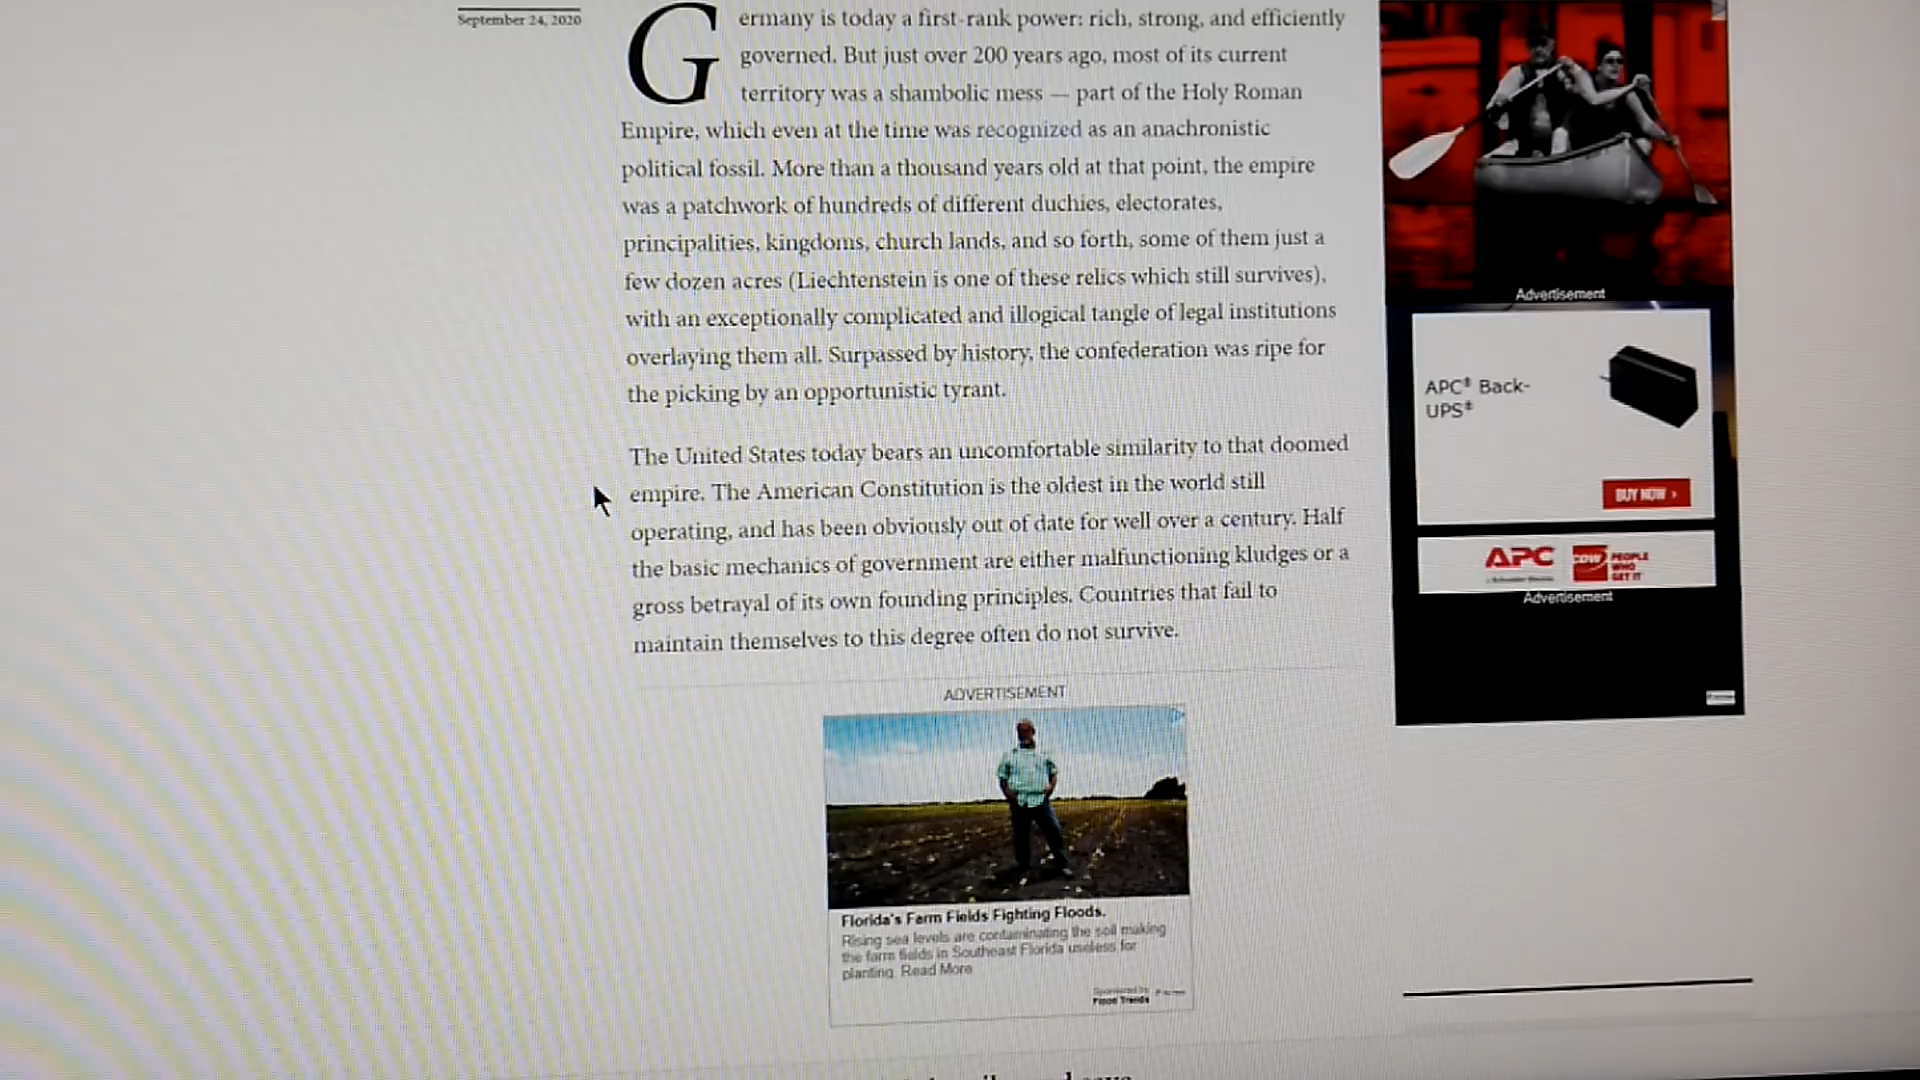 September 24, 2020
Germany is today a first-rank power: rich, strong, and efficiently
governed. But just over 200 years ago, most of its current
territory was a shambolic mess — part of the Holy Roman
Empire, which even at the time was recognized as an anachronistic
political fossil. More than a thousand years old at that point, the empire
was a patchwork of hundreds of different duchies, electorates,
principalities, kingdoms, church lands, and so forth, some of them just a
few dozen acres (Liechtenstein is one of these relics which still survives),
with an exceptionally complicated and illogical tangle of legal institutions
overlaying them all. Surpassed by history, the confederation was ripe for
the picking by an opportunistic tyrant.
The United States today bears an uncomfortable similarity to that doomed
empire. The American Constitution is the oldest in the world still
operating, and has been obviously out of date for well over a century. Half
the basic mechanics of government are either malfunctioning kludges or a
gross betrayal of its own founding principles. Countries that fail to
maintain themselves to this degree often do not survive.
ADVERTISEMENT
Florida's Farm Fields Fighting Floods.
Rising sea levels are contaminating the soil making
the farm fields in Southeast Florida useless for
planting. Read More
Sponsored by
Flood Trends
Advertisement
APC® Back-
UPS®
BUY NOW >
APC
CDW
PEOPLE
WHO
GET IT
Advertisement